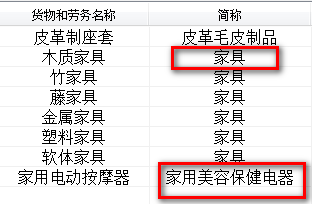 货物和劳务名称 简称
皮革制座套 皮革毛皮制品
木质家具 家具
竹家具 家具
藤家具 家具
金属家具 家具
塑料家具 家具
软体家具 家具
家用电动按摩器 家用美容保健电器